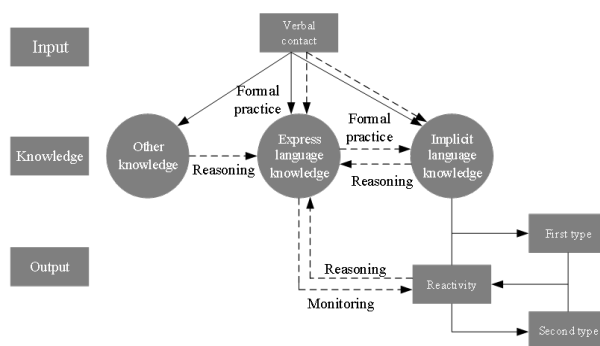 Verbal
contact
Input
Formal
practice
Formal
practice
Knowledge
Other
knowledge
Reasoning
Express
language
knowledge
Reasoning
Implicit
language
knowledge
First type
Output
Reasoning
Reactivity
Monitoring
Second type